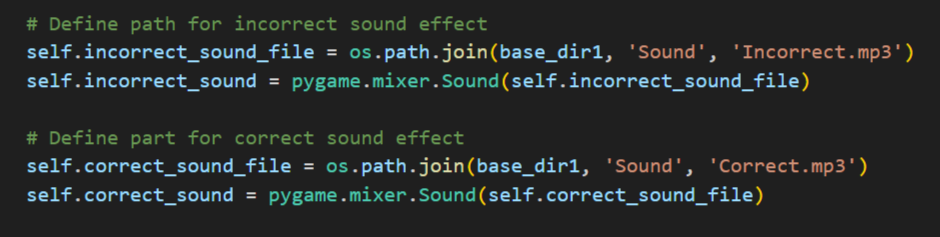 # Define path for incorrect sound effect
self.incorrect_sound_file = os.path.join(base_dir1, 'Sound', 'Incorrect.mp3')
self.incorrect_sound = pygame.mixer.Sound(self.incorrect_sound_file)
# Define part for correct sound effect
self.correct_sound_file = os.path.join(base_dir1, 'Sound', 'Correct.mp3')
self.correct_sound = pygame.mixer.Sound(self.correct_sound_file)